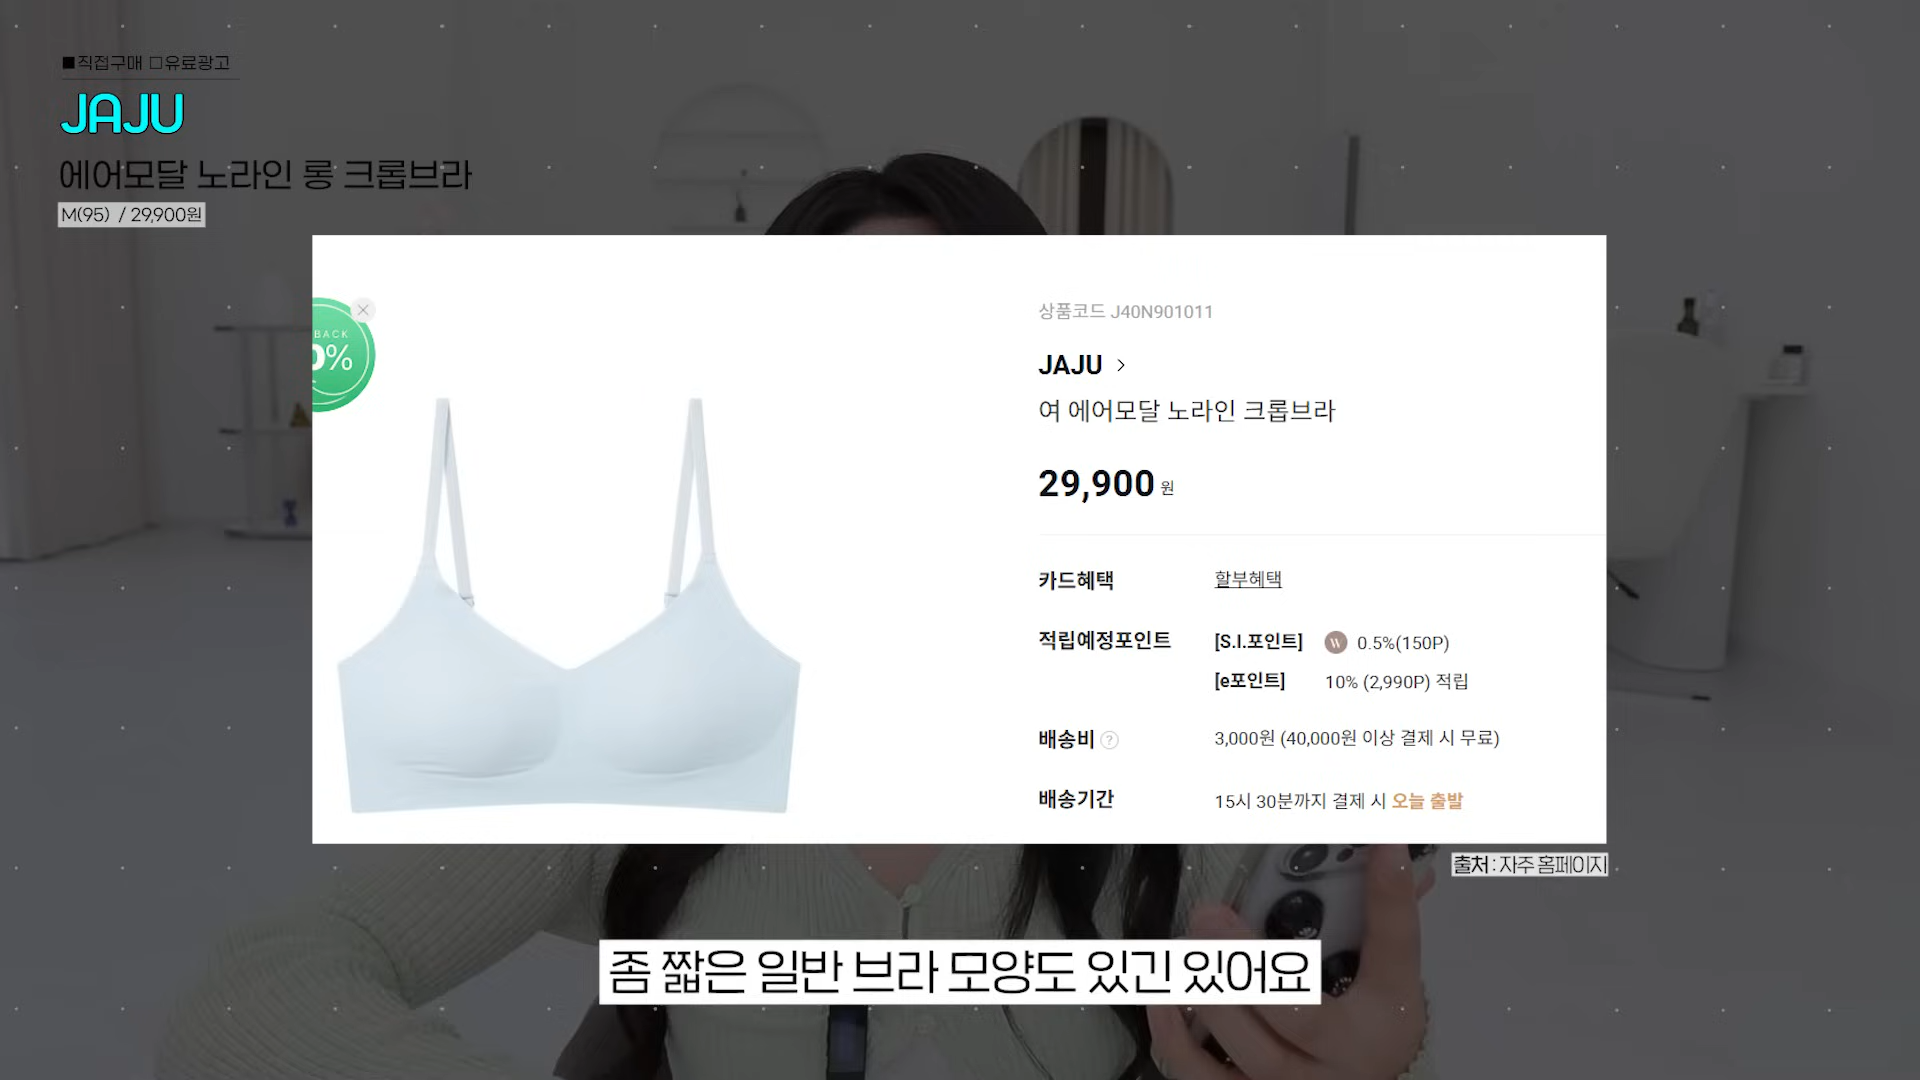 ■직접구매 □유료광고
JAJU
에어모달 노라인 롱 크롭브라
M(95) / 29,900원
BACK
0%
상품코드 J40N901011
JAJU >
여 에어모달 노라인 크롭브라
29,900 원
카드혜택 할부혜택
적립예정포인트 [S.I.포인트] W 0.5%(150P)
[e포인트] 10% (2,990P) 적립
배송비 ? 3,000원 (40,000원 이상 결제 시 무료)
배송기간 15시 30분까지 결제 시 오늘 출발
출처 : 자주 홈페이지
좀 짧은 일반 브라 모양도 있긴 있어요